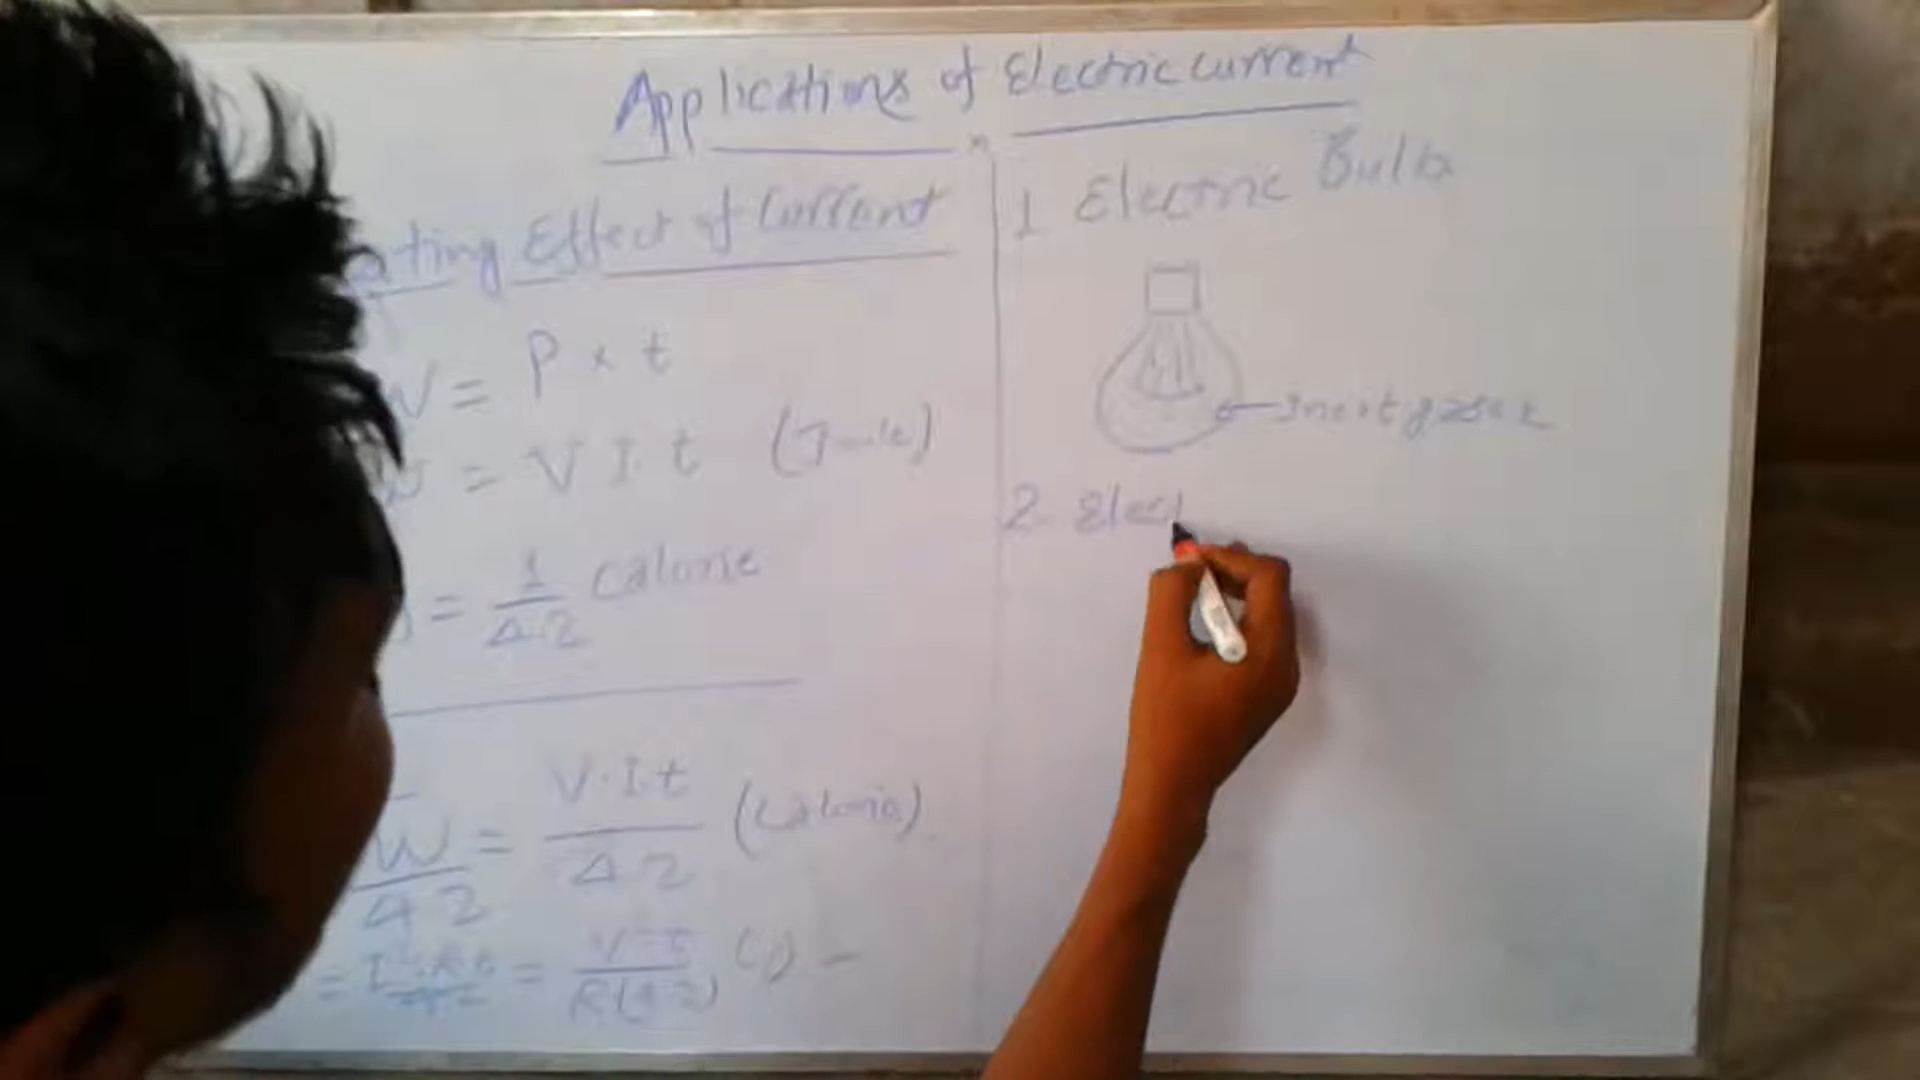 Applications of Electric current
ating Effect of Current
W = P x t
W = V I. t (Joule)
J = 1/4.2 Calorie
W/4.2 = V.I.t/4.2 (Calorie)
1 Electric Bulb
Inert gases
2. Elect